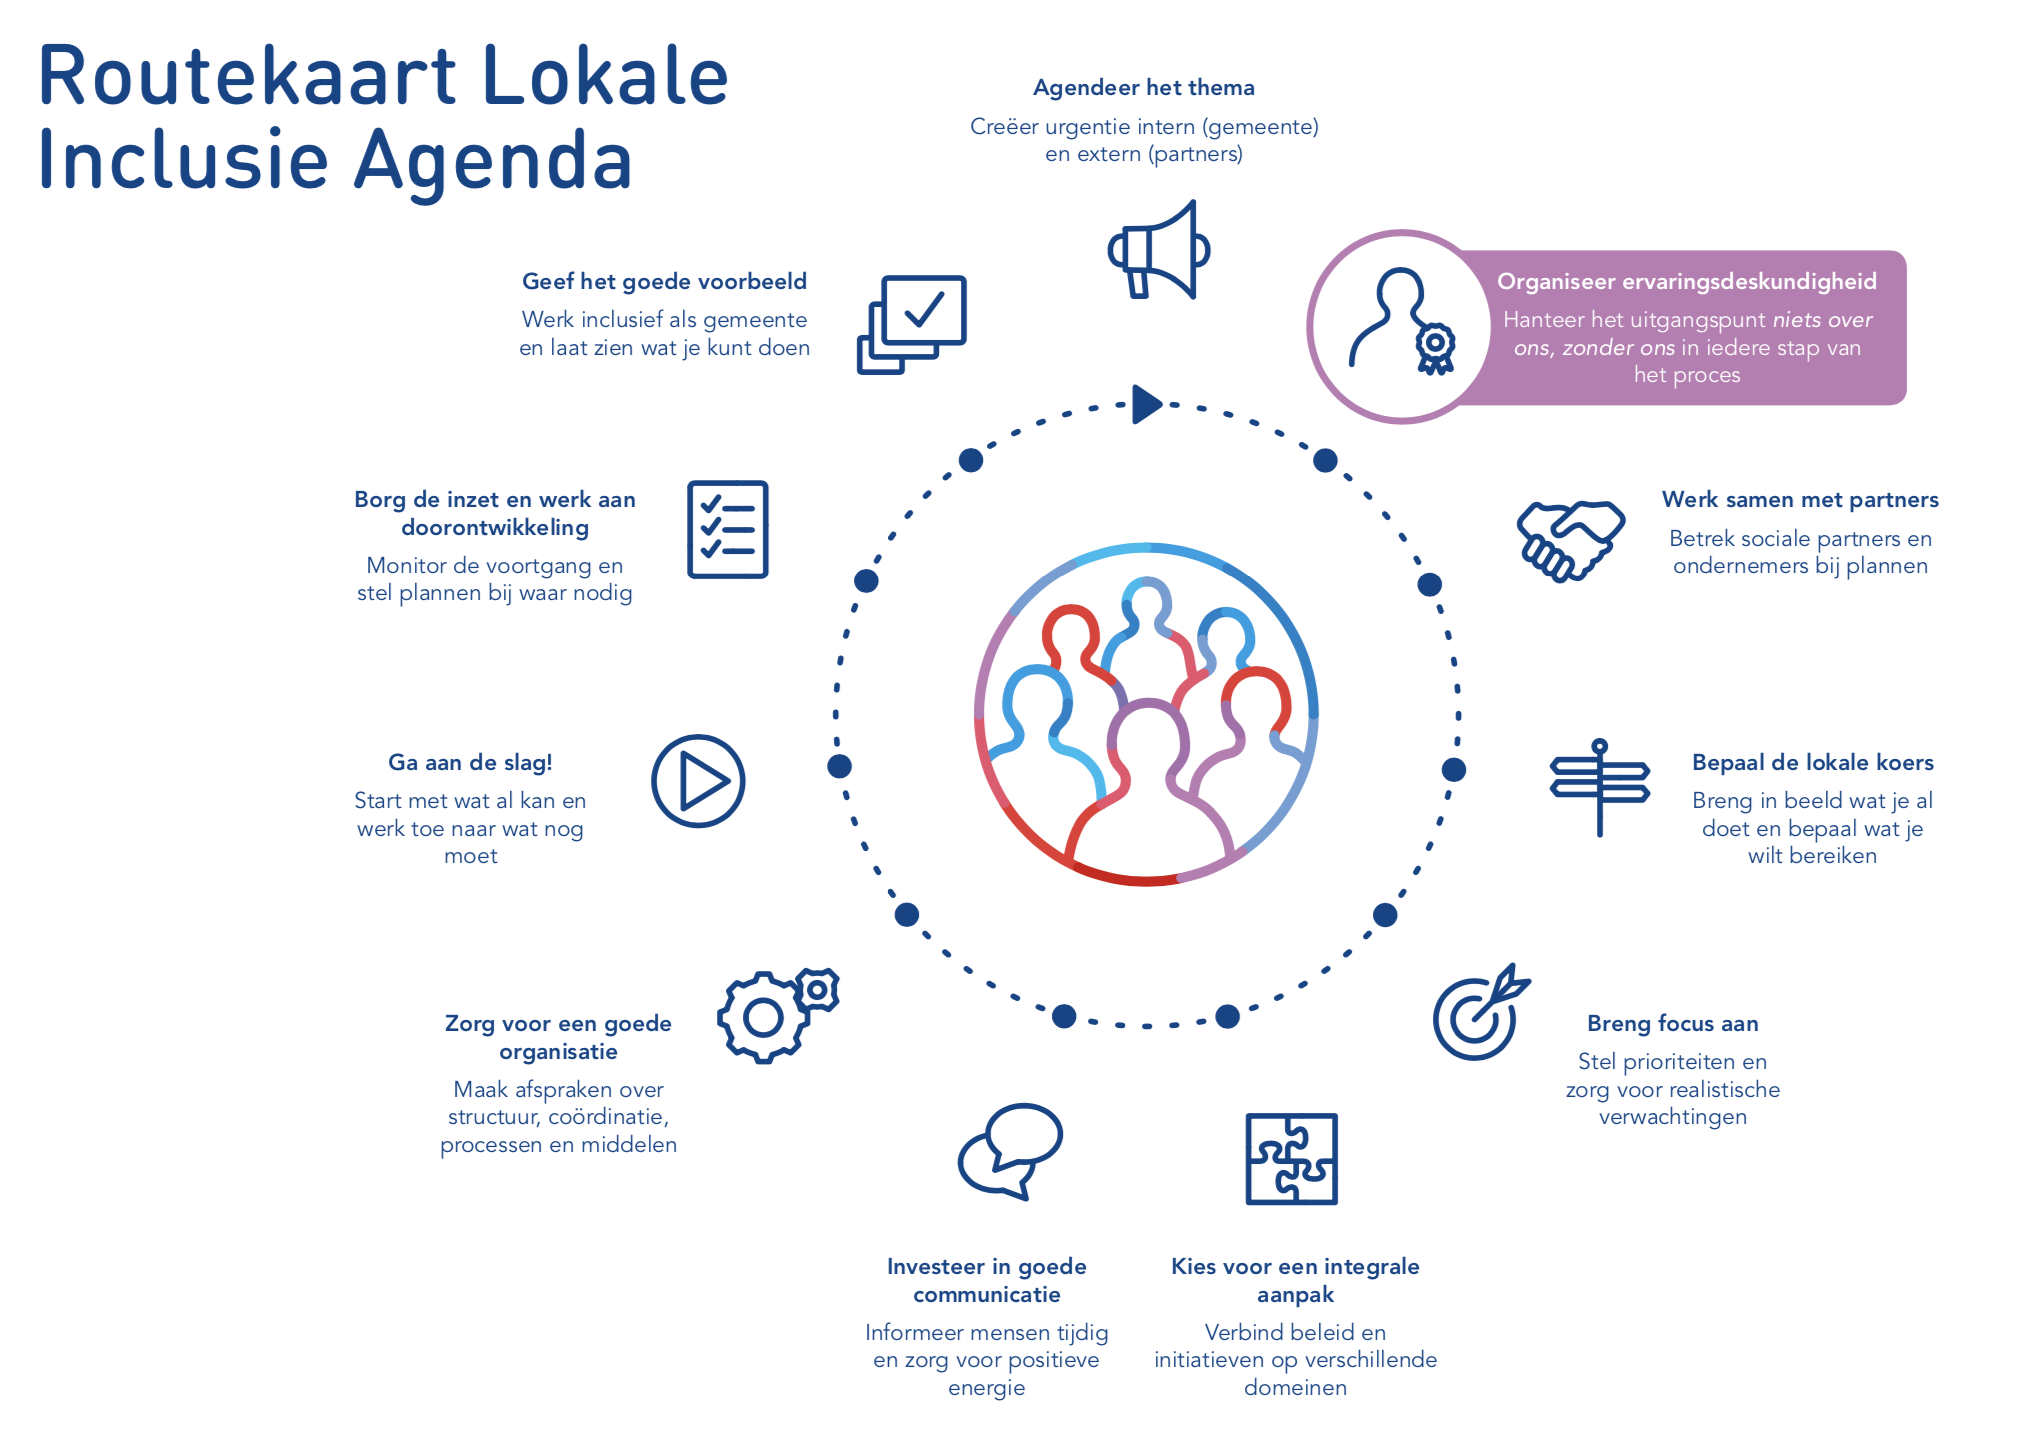 Routekaart Lokale
Inclusie Agenda
Agendeer het thema
Creëer urgentie intern (gemeente)
en extern (partners)
Organiseer ervaringsdeskundigheid
Hanteer het uitgangspunt niets over
ons, zonder ons in iedere stap van
het proces
Werk samen met partners
Betrek sociale partners en
ondernemers bij plannen
Bepaal de lokale koers
Breng in beeld wat je al
doet en bepaal wat je
wilt bereiken
Breng focus aan
Stel prioriteiten en
zorg voor realistische
verwachtingen
Kies voor een integrale
aanpak
Verbind beleid en
initiatieven op verschillende
domeinen
Investeer in goede
communicatie
Informeer mensen tijdig
en zorg voor positieve
energie
Zorg voor een goede
organisatie
Maak afspraken over
structuur, coördinatie,
processen en middelen
Ga aan de slag!
Start met wat al kan en
werk toe naar wat nog
moet
Borg de inzet en werk aan
doorontwikkeling
Monitor de voortgang en
stel plannen bij waar nodig
Geef het goede voorbeeld
Werk inclusief als gemeente
en laat zien wat je kunt doen